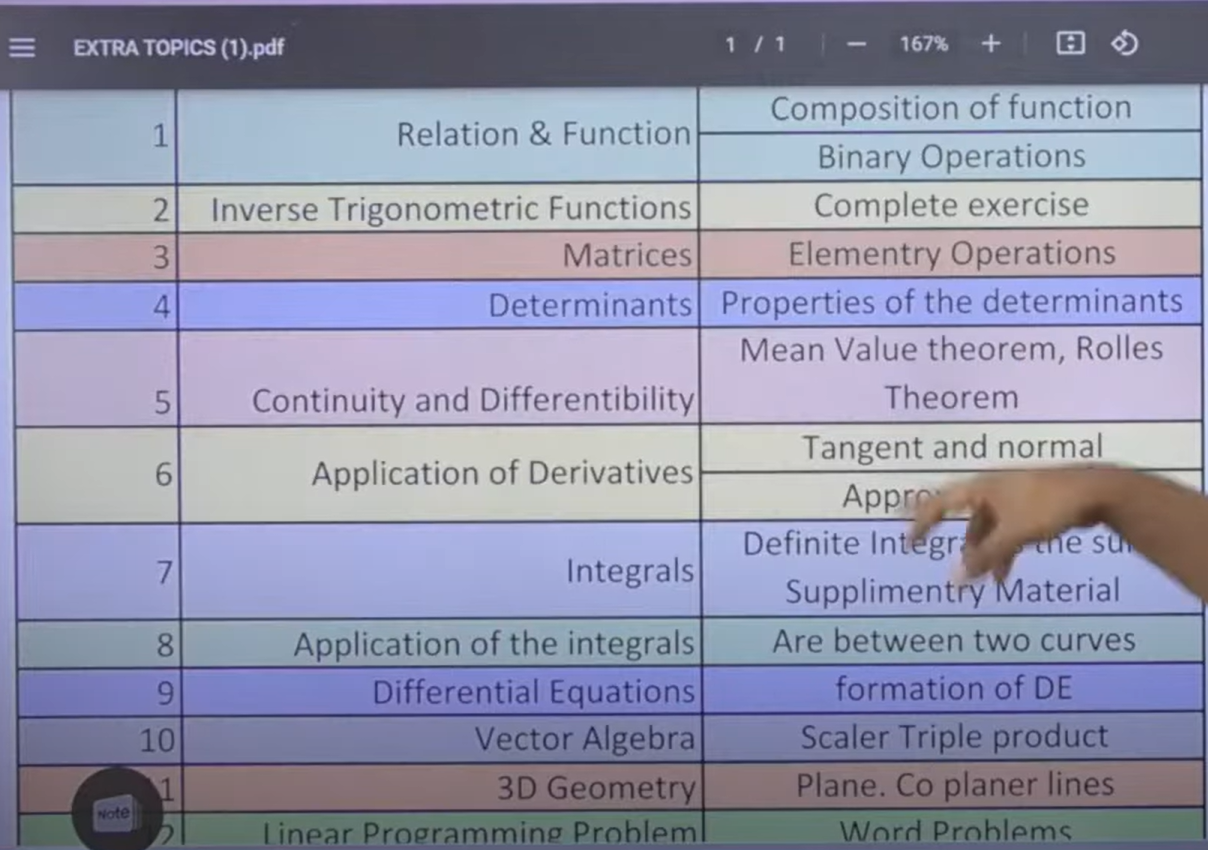 EXTRA TOPICS (1).pdf
1 / 1
167%
1 Relation & Function Composition of function
Binary Operations
2 Inverse Trigonometric Functions Complete exercise
3 Matrices Elementry Operations
4 Determinants Properties of the determinants
Mean Value theorem, Rolles
5 Continuity and Differentibility Theorem
6 Application of Derivatives Tangent and normal
Definite the
7 Integrals Supplimentry Material
8 Application of the integrals Are between two curves
9 Differential Equations formation of DE
10 Vector Algebra Scaler Triple product
3D Geometry Plane. Co planer lines
Linear Programming Problem Word Problems
Note